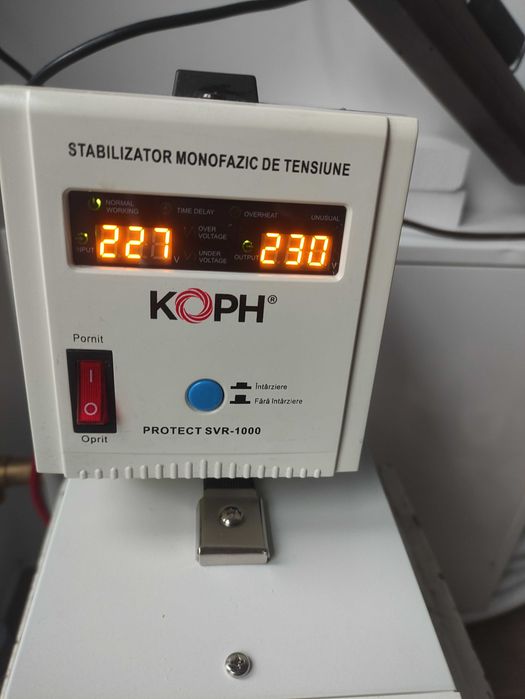 STABILIZATOR MONOFAZIC DE TENSIUNE
NORMAL WORKING
TIME DELAY
OVERHEAT
UNUSUAL
INPUT 227 V
OVER VOLTAGE
UNDER VOLTAGE
OUTPUT 230 V
KOPH®
Pornit
I
O
Oprit
Întârziere
Fără întârziere
PROTECT SVR-1000